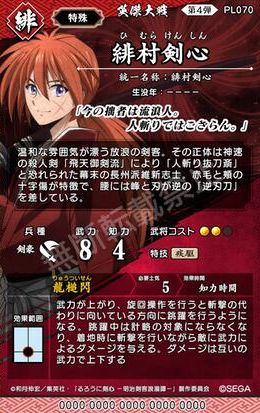 緋
特殊
英傑大戦
第4弾
PL070
ひむらけんしん
緋村剣心
統一名称：緋村剣心
生没年：－－－－
「今の拙者は流浪人。
人斬りではござらん。」
温和な雰囲気が漂う放浪の剣客。その正体は神速
の殺人剣「飛天御剣流」により「人斬り抜刀斎」
と恐れられた幕末の長州派維新志士。赤毛と頬の
十字傷が特徴で、腰には峰と刃が逆の「逆刃刀」
を差している。
兵種 武力 知力 武将コスト
剣豪 8 4 特技 疾駆
りゅうついせん 必要士気 効果時間
龍槌閃 5 知力時間
効果範囲
武力が上がり、旋回操作を行うと斬撃の代
わりに向いている方向に跳躍を行うように
なる。跳躍中は計略の対象にならなくな
り、着地時に斬撃を行いながら敵に武力に
よるダメージを与える。ダメージは互いの
武力で上下する
©和月伸宏／集英社・「るろうに剣心 －明治剣客浪漫譚－」製作委員会 ©SEGA
0000-0000-0000-0000-0000